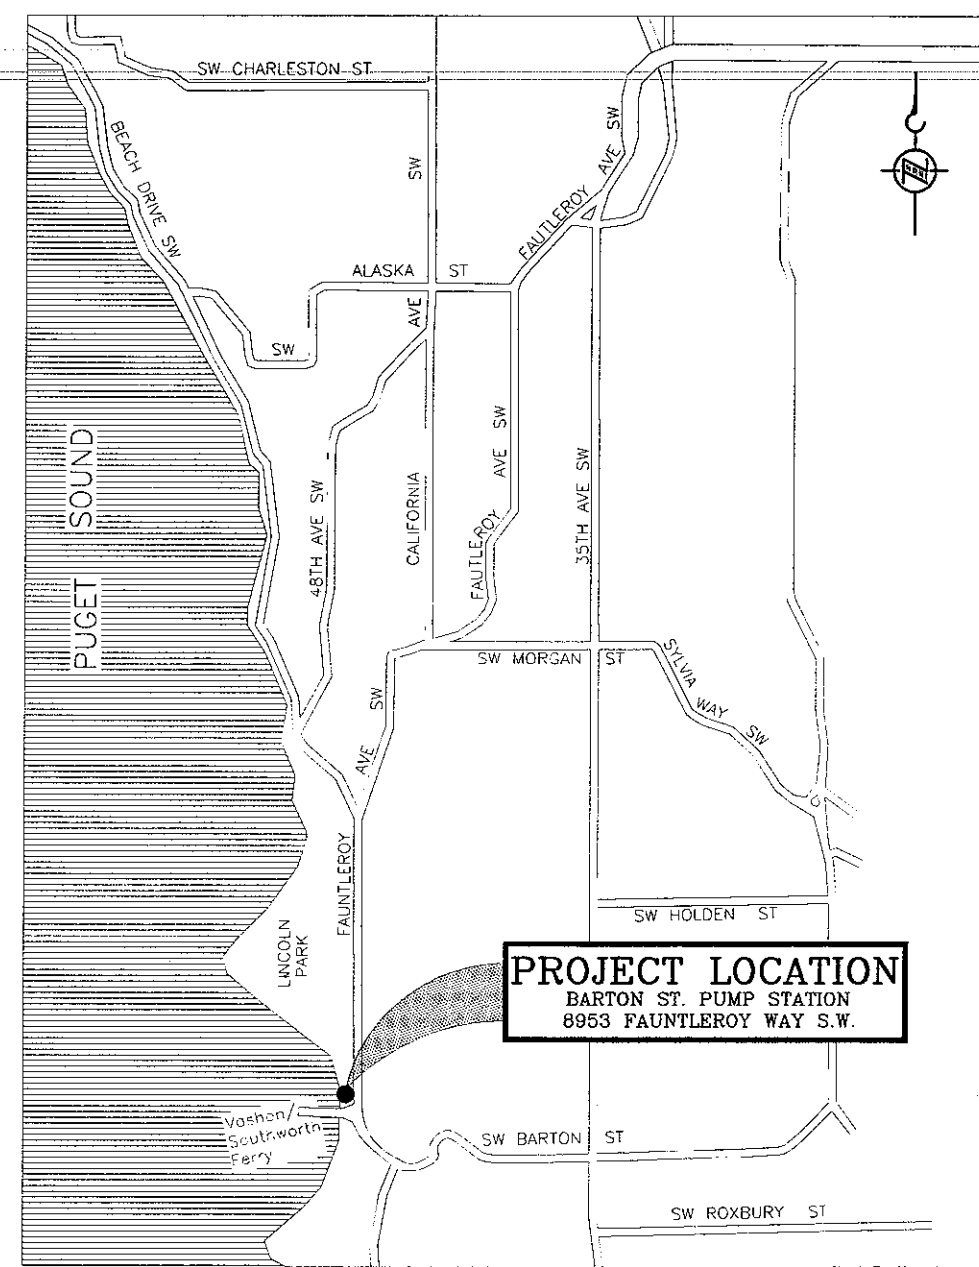 SW CHARLESTON ST
BEACH DRIVE SW
SW
FAUTLEROY AVE SW
ALASKA ST
AVE
SW
PUGET SOUND
48TH AVE SW
CALIFORNIA
FAUTLEROY AVE SW
35TH AVE SW
SW MORGAN ST
SYLVIA WAY SW
AVE SW
FAUNTLEROY
LINCOLN
PARK
SW HOLDEN ST
PROJECT LOCATION
BARTON ST. PUMP STATION
8953 FAUNTLEROY WAY S.W.
Vashon/
Southworth
Ferry
SW BARTON ST
SW ROXBURY ST